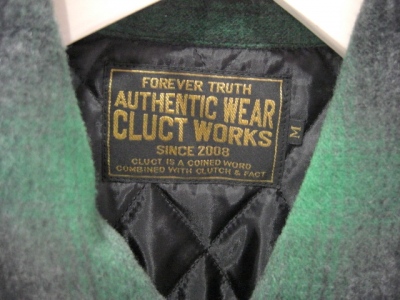 FOREVER TRUTH
AUTHENTIC WEAR
CLUCT WORKS
SINCE 2008
CLUCT IS A COINED WORD
COMBINED WITH CLUTCH & FACT
M